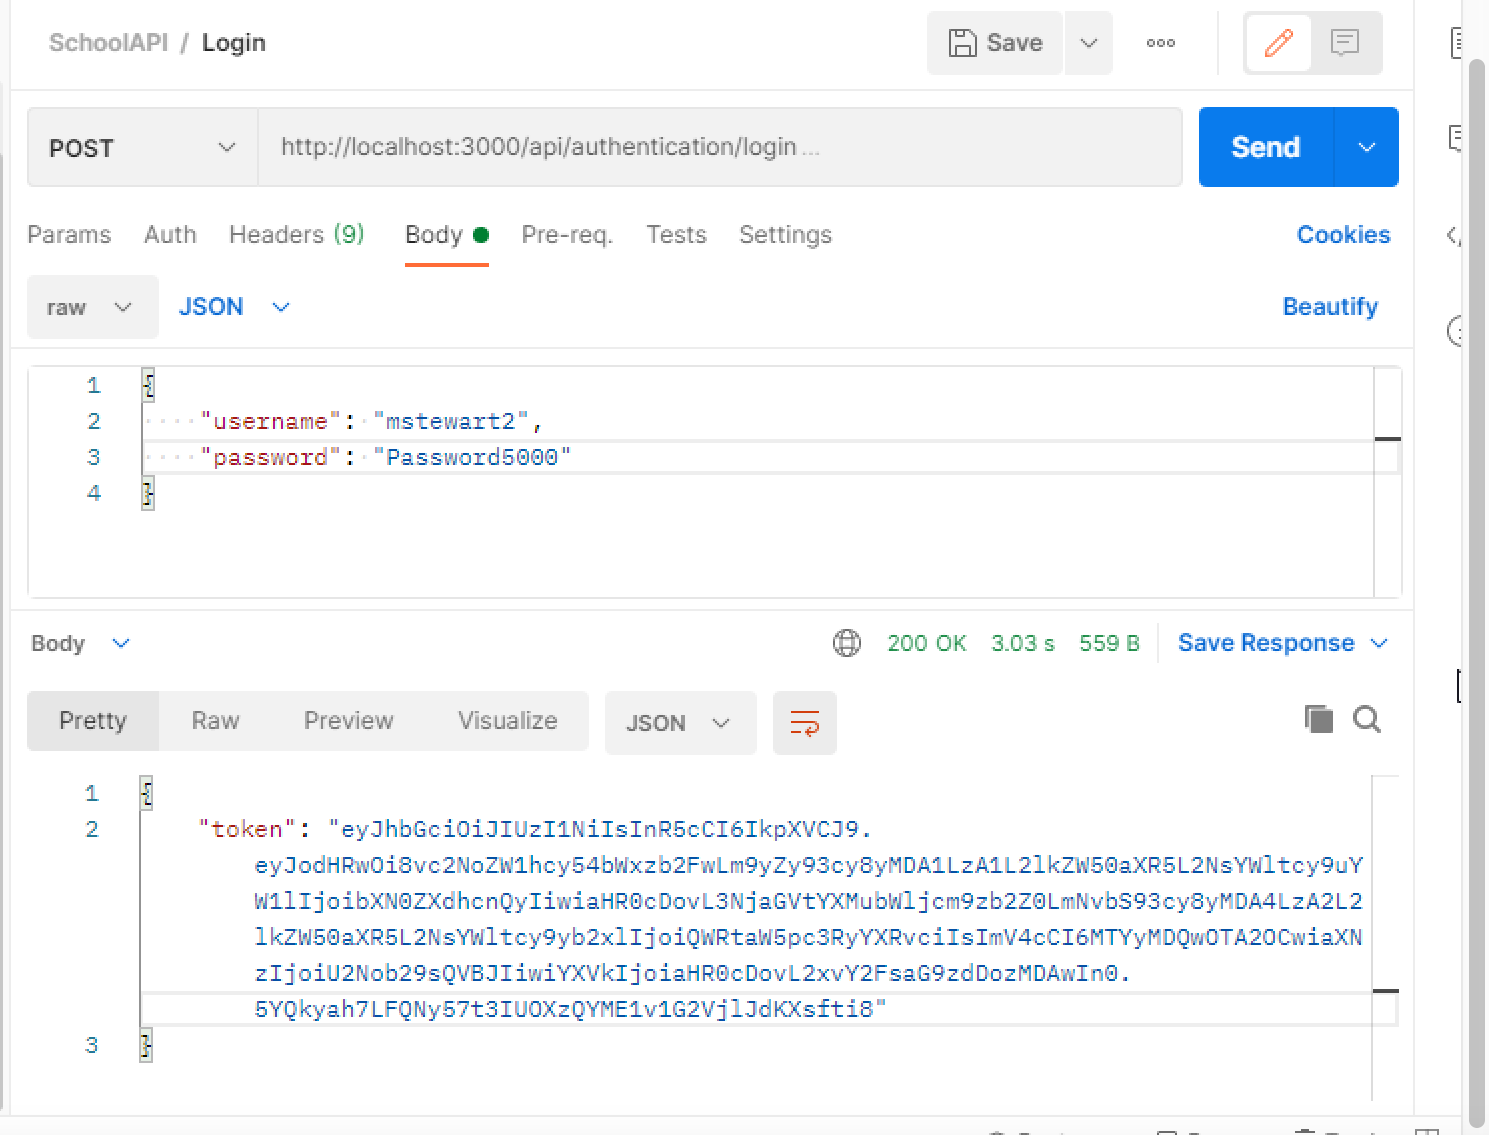 SchoolAPI / Login
Save
POST
http://localhost:3000/api/authentication/login ...
Send
Params Auth Headers (9) Body Pre-req. Tests Settings Cookies
raw JSON Beautify
1 {
2 "username": "mstewart2",
3 "password": "Password5000"
4 }
Body 200 OK 3.03 s 559 B Save Response
Pretty Raw Preview Visualize JSON
1 {
2 "token": "eyJhbGciOiJIUzI1NiIsInR5cCI6IkpXVCJ9.
eyJodHRwOi8vc2NoZW1hcy54bWxzb2FwLm9yZy93cy8yMDA1LzA1L2lkZW50aXR5L2NsYWltcy9uY
W1lIjoibXN0ZXdhcnQyIiwiaHR0cDovL3NjaGVtYXMubWljcm9zb2Z0LmNvbS93cy8yMDA4LzA2L2
lkZW50aXR5L2NsYWltcy9yb2xlIjoiQWRtaW5pc3RyYXRvciIsImV4cCI6MTYyMDQwOTA2OCwiaXN
zIjoiU2Nob29sQVBJIiwiYXVkIjoiaHR0cDovL2xvY2FsaG9zdDozMDAwIn0.
5YQkyah7LFQNy57t3IUOXzQYME1v1G2VjlJdKXsfti8"
3 }